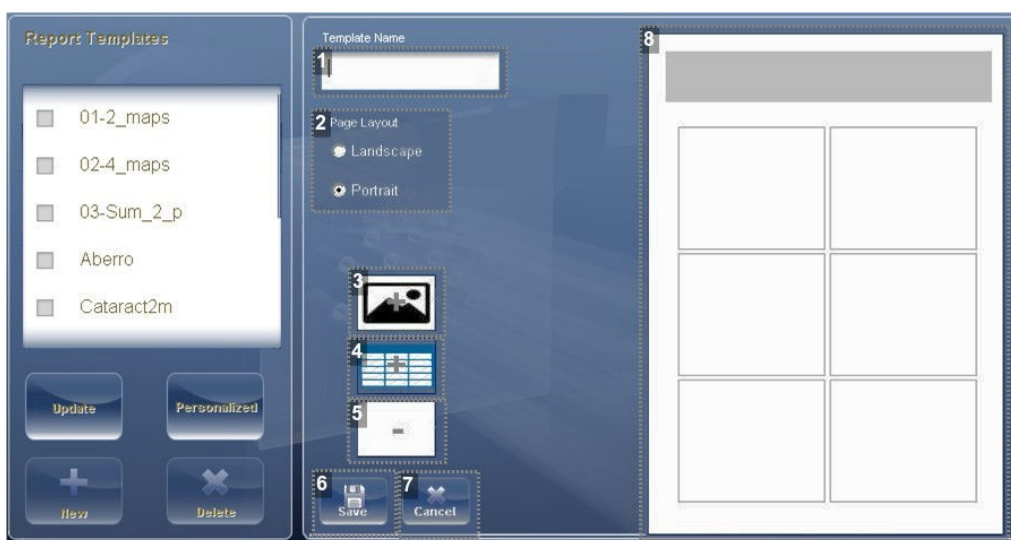 Report Templates
01-2_maps
02-4_maps
03-Sum_2_p
Aberro
Cataract2m
Update
Personalized
New
Delete
Template Name
1
2 Page Layout
Landscape
Portrait
3
4
5
6
Save
7
Cancel
8